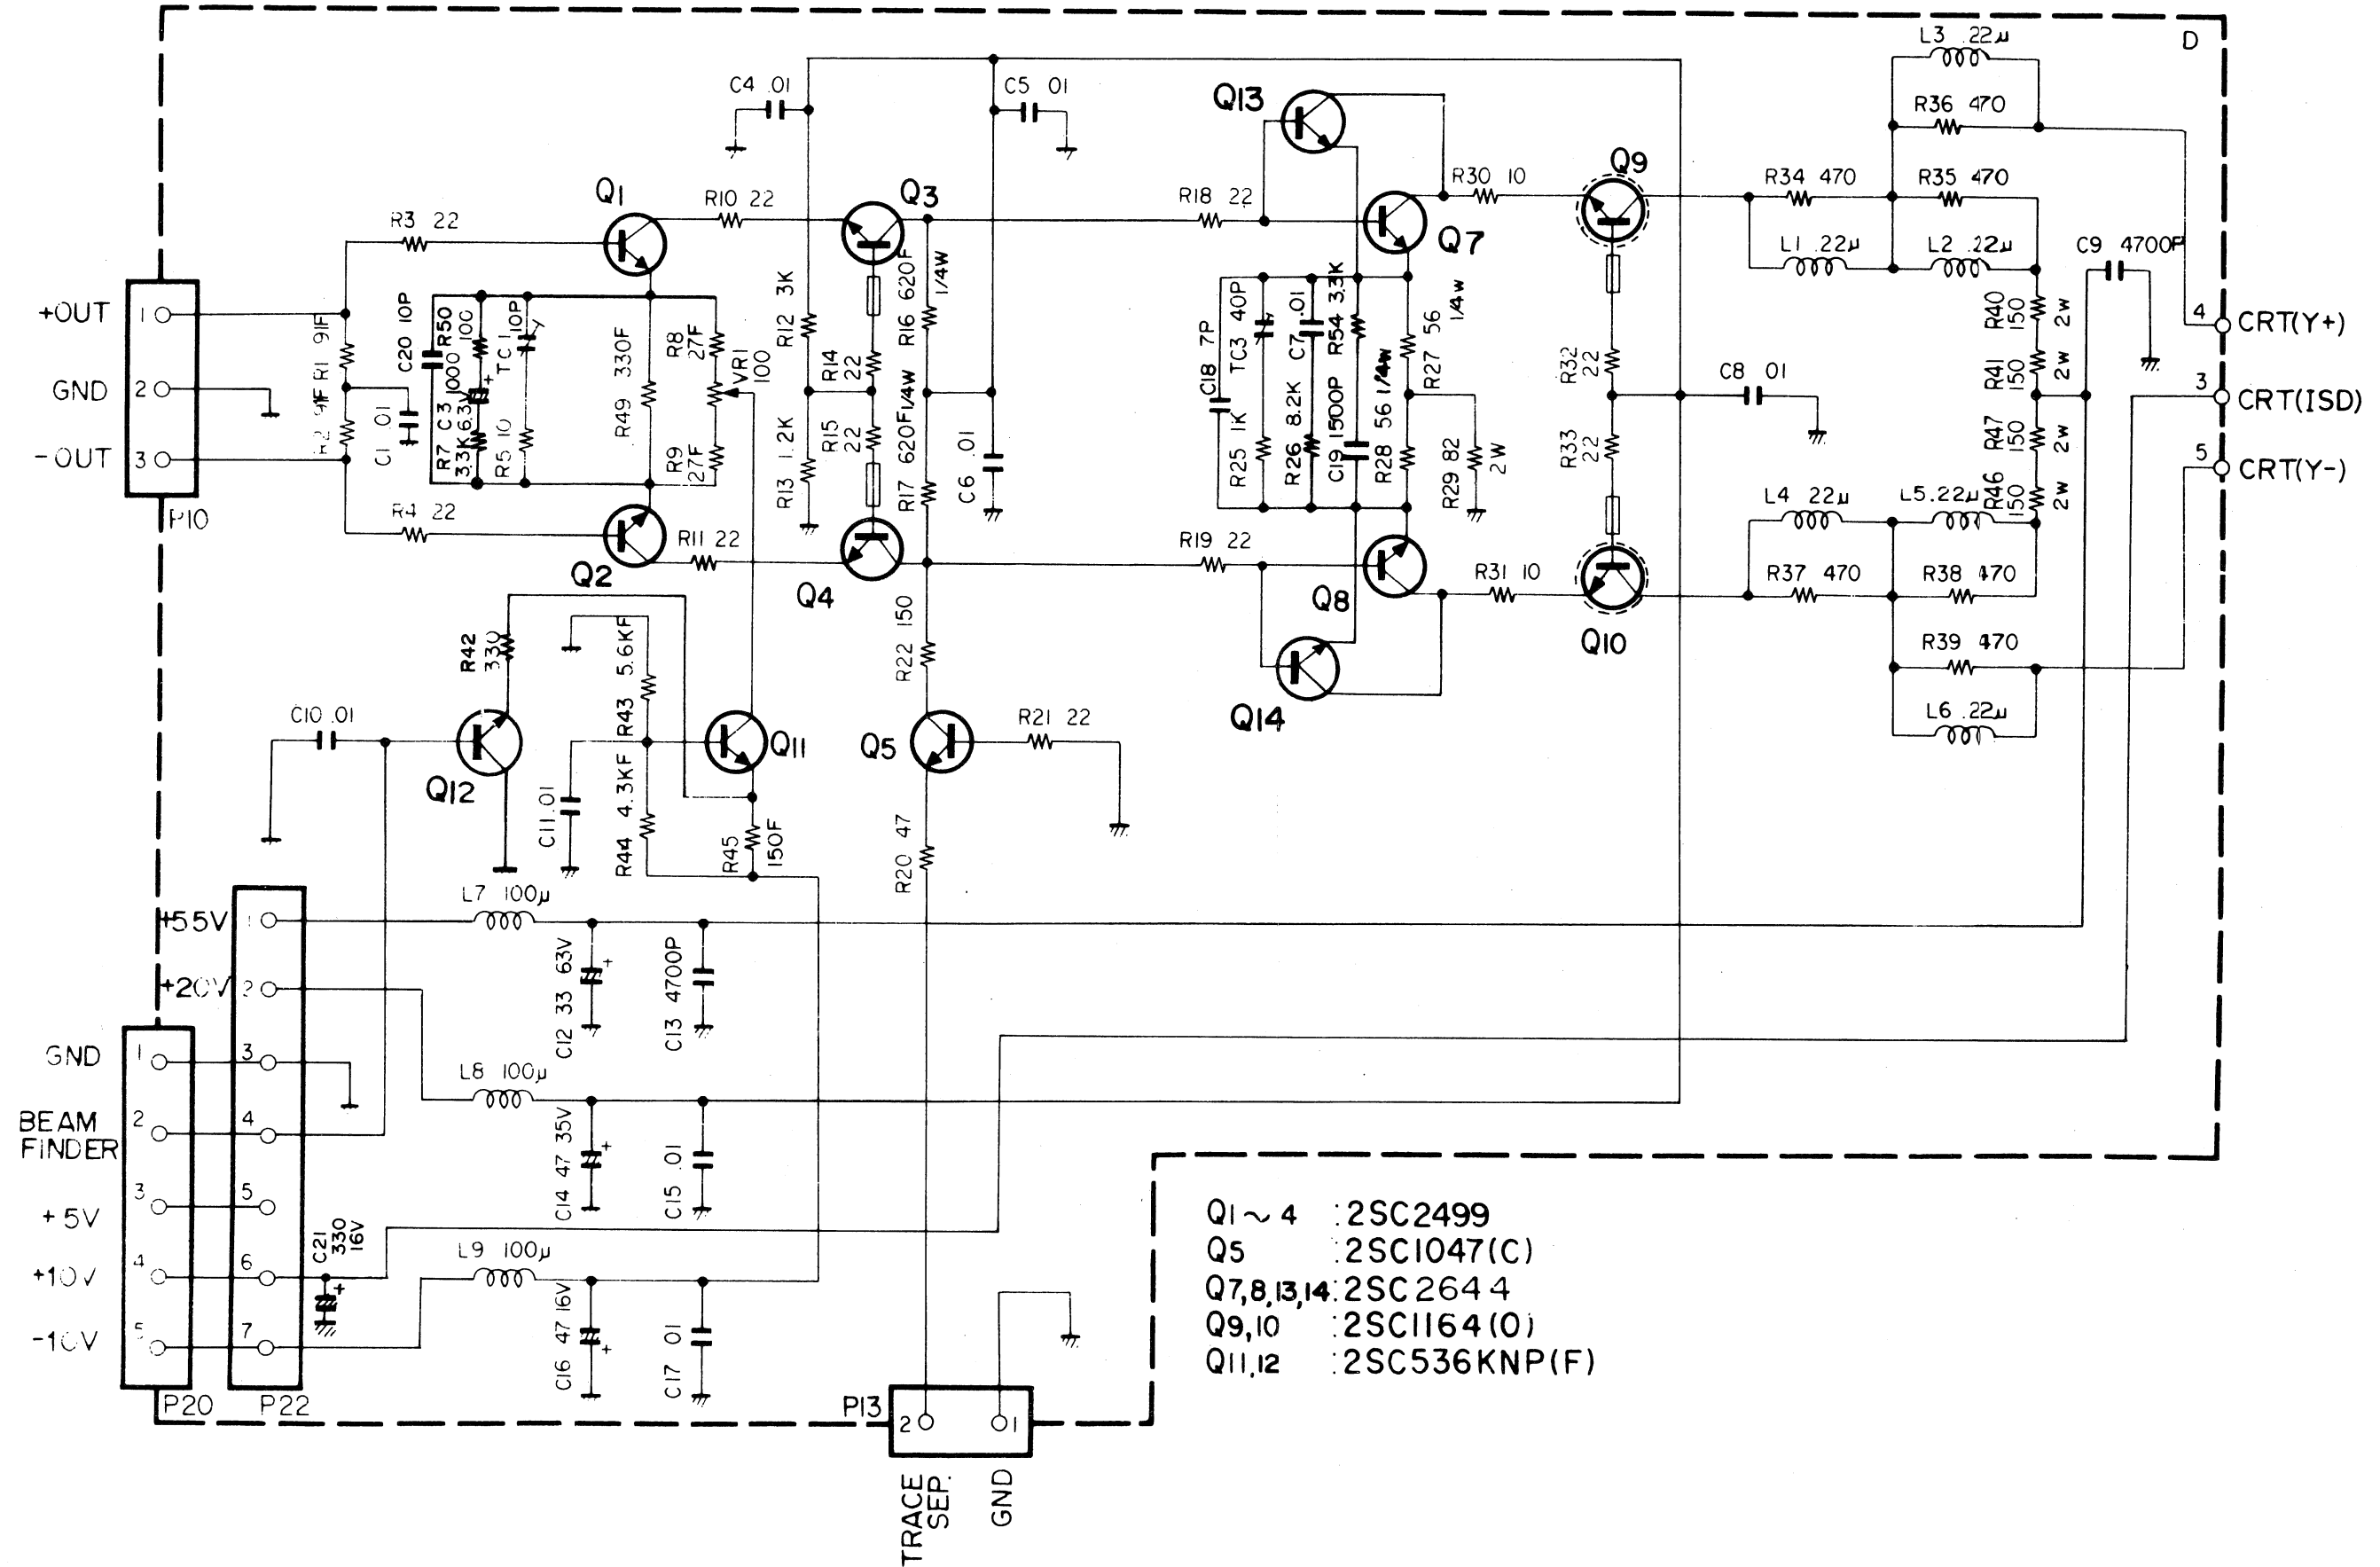 D
L3 .22μ
R36 470
C4 .01
C5 .01
Q13
Q9
Q1
R10 22
Q3
R18 22
R30 10
R34 470
R35 470
R3 22
Q7
L1 .22μ
L2 .22μ
C9 4700P
+OUT
1
GND
2
-OUT
3
P10
R1 91F
R2 91F
C1 .01
C20 10P
R50 100
C3 1000 6.3V
R7 3.3K
TC1 10P
R5 10
R49 330F
R8 27F
VR1 100
R9 27F
R12 3K
R13 1.2K
R14 22
R15 22
R16 620F 1/4W
R17 620F 1/4W
C6 .01
C18 7P
TC3 40P
R25 1K
C7 .01
R26 8.2K
R54 3.3K
C19 1500P
R27 56 1/4W
R28 56 1/4W
R29 82 2W
R32 22
R33 22
C8 .01
R40 150 2W
R41 150 2W
R47 150 2W
R46 150 2W
4
CRT(Y+)
3
CRT(ISD)
5
CRT(Y-)
R4 22
Q2
R11 22
Q4
R19 22
Q8
R31 10
Q10
L4 22μ
L5 .22μ
R37 470
R38 470
R39 470
L6 .22μ
Q14
R42 330
R43 5.6KF
R22 150
C10 .01
Q12
Q11
Q5
R21 22
C11 .01
R44 4.3KF
R45 150F
R20 47
+55V
1
L7 100μ
C12 33 63V
C13 4700P
+20V
2
GND
1
3
L8 100μ
BEAM
FINDER
2
4
C14 47 35V
C15 .01
+5V
3
5
C21 330 16V
+10V
4
6
L9 100μ
-10V
5
7
C16 47 16V
C17 01
P20
P22
P13
2
1
TRACE
SEP.
GND
Q1~4 :2SC2499
Q5 :2SC1047(C)
Q7,8,13,14:2SC2644
Q9,10 :2SC1164(O)
Q11,12 :2SC536KNP(F)